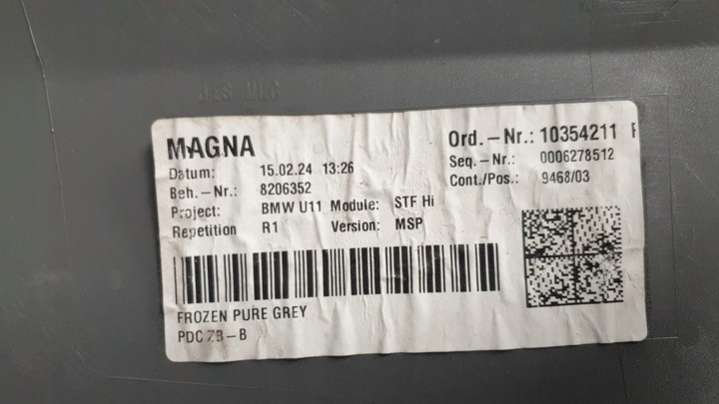 MAGNA
Datum: 15.02.24 13:26
Beh.-Nr.: 8206352
Project: BMW U11 Module: STF Hi
Repetition R1 Version: MSP
Ord.-Nr.: 10354211
Seq.-Nr.: 0006278512
Cont./Pos.: 9468/03
FROZEN PURE GREY
PDC ZB-B